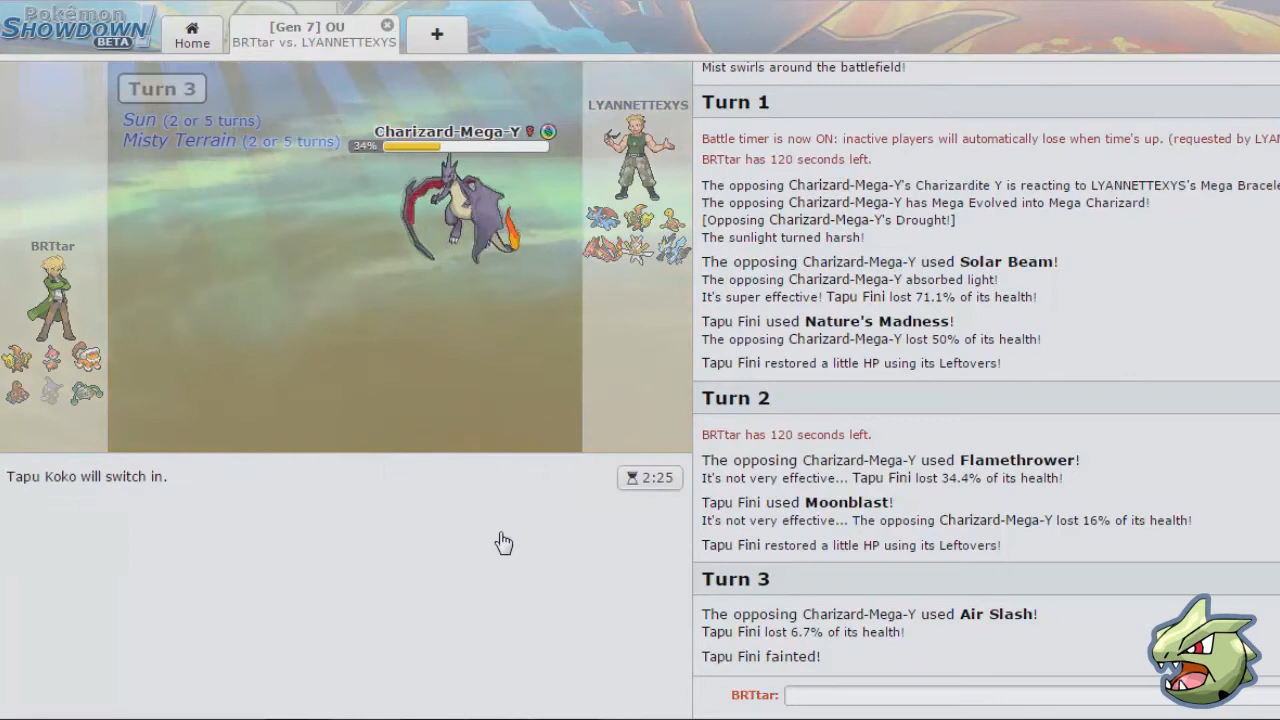 Pokémon
SHOWDOWN
BETA
Home
[Gen 7] OU
BRTtar vs. LYANNETTEXYS
+
Turn 3
Sun (2 or 5 turns)
Misty Terrain (2 or 5 turns)
Charizard-Mega-Y
34%
LYANNETTEXYS
BRTtar
Tapu Koko will switch in.
2:25
Mist swirls around the battlefield!
Turn 1
Battle timer is now ON: inactive players will automatically lose when time's up. (requested by LYA
BRTtar has 120 seconds left.
The opposing Charizard-Mega-Y's Charizardite Y is reacting to LYANNETTEXYS's Mega Bracele
The opposing Charizard-Mega-Y has Mega Evolved into Mega Charizard!
[Opposing Charizard-Mega-Y's Drought!]
The sunlight turned harsh!
The opposing Charizard-Mega-Y used Solar Beam!
The opposing Charizard-Mega-Y absorbed light!
It's super effective! Tapu Fini lost 71.1% of its health!
Tapu Fini used Nature's Madness!
The opposing Charizard-Mega-Y lost 50% of its health!
Tapu Fini restored a little HP using its Leftovers!
Turn 2
BRTtar has 120 seconds left.
The opposing Charizard-Mega-Y used Flamethrower!
It's not very effective... Tapu Fini lost 34.4% of its health!
Tapu Fini used Moonblast!
It's not very effective... The opposing Charizard-Mega-Y lost 16% of its health!
Tapu Fini restored a little HP using its Leftovers!
Turn 3
The opposing Charizard-Mega-Y used Air Slash!
Tapu Fini lost 6.7% of its health!
Tapu Fini fainted!
BRTtar: